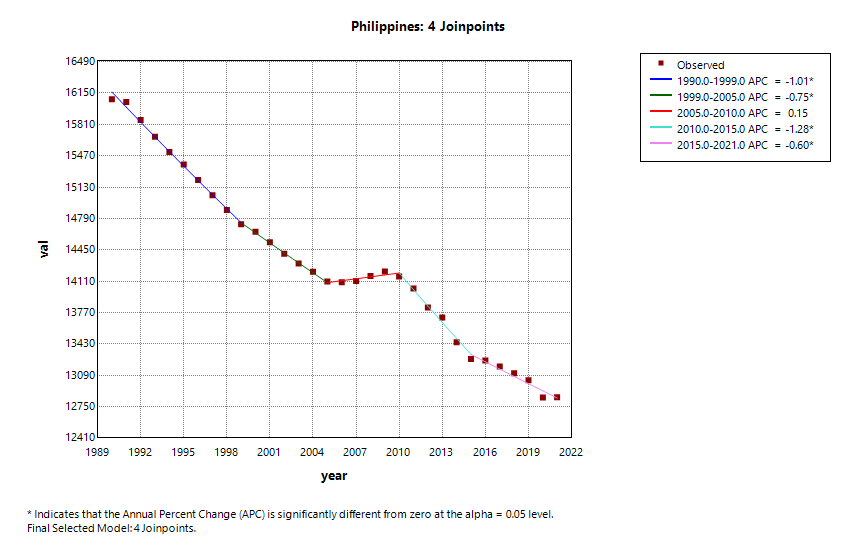 Philippines: 4 Joinpoints
16490
16150
15810
15470
15130
14790
14450
14110
13770
13430
13090
12750
12410
val
1989 1992 1995 1998 2001 2004 2007 2010 2013 2016 2019 2022
year
Observed
1990.0-1999.0 APC = -1.01*
1999.0-2005.0 APC = -0.75*
2005.0-2010.0 APC = 0.15
2010.0-2015.0 APC = -1.28*
2015.0-2021.0 APC = -0.60*
* Indicates that the Annual Percent Change (APC) is significantly different from zero at the alpha = 0.05 level.
Final Selected Model: 4 Joinpoints.